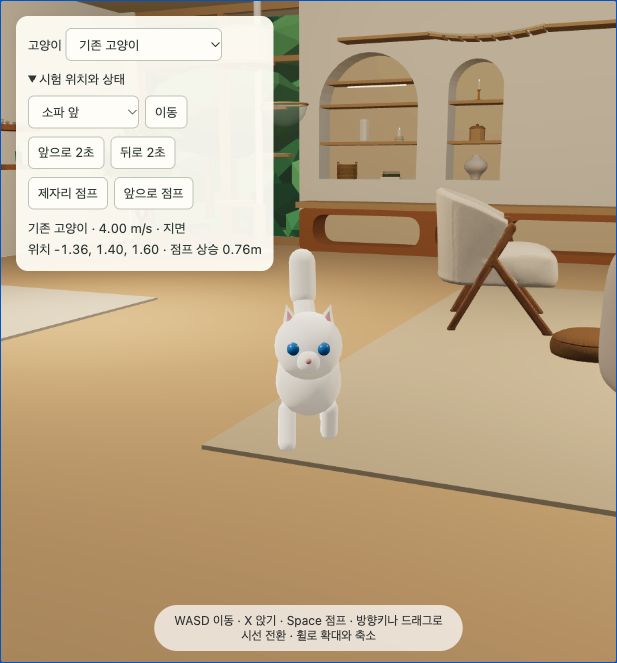 고양이 기존 고양이
▼ 시험 위치와 상태
소파 앞 이동
앞으로 2초 뒤로 2초
제자리 점프 앞으로 점프
기존 고양이 · 4.00 m/s · 지면
위치 -1.36, 1.40, 1.60 · 점프 상승 0.76m
WASD 이동 · X 앉기 · Space 점프 · 방향키나 드래그로
시선 전환 · 휠로 확대와 축소